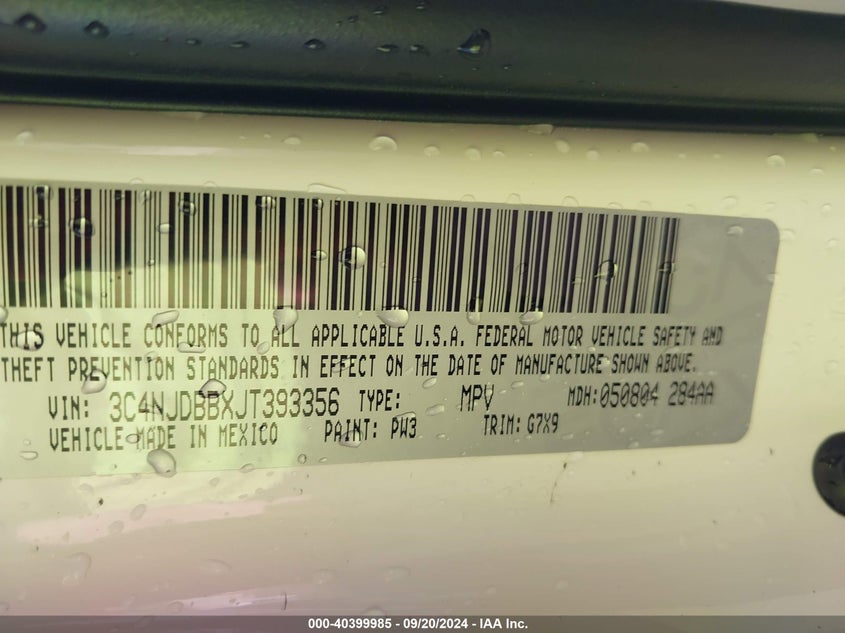 THIS VEHICLE CONFORMS TO ALL APPLICABLE U.S.A. FEDERAL MOTOR VEHICLE SAFETY AND
THEFT PREVENTION STANDARDS IN EFFECT ON THE DATE OF MANUFACTURE SHOWN ABOVE.
VIN: 3C4NJDBBXJT393356 TYPE: MPV MDH: 050804 284AA
VEHICLE MADE IN MEXICO PAINT: PW3 TRIM: G7X9
000-40399985 - 09/20/2024 - IAA Inc.